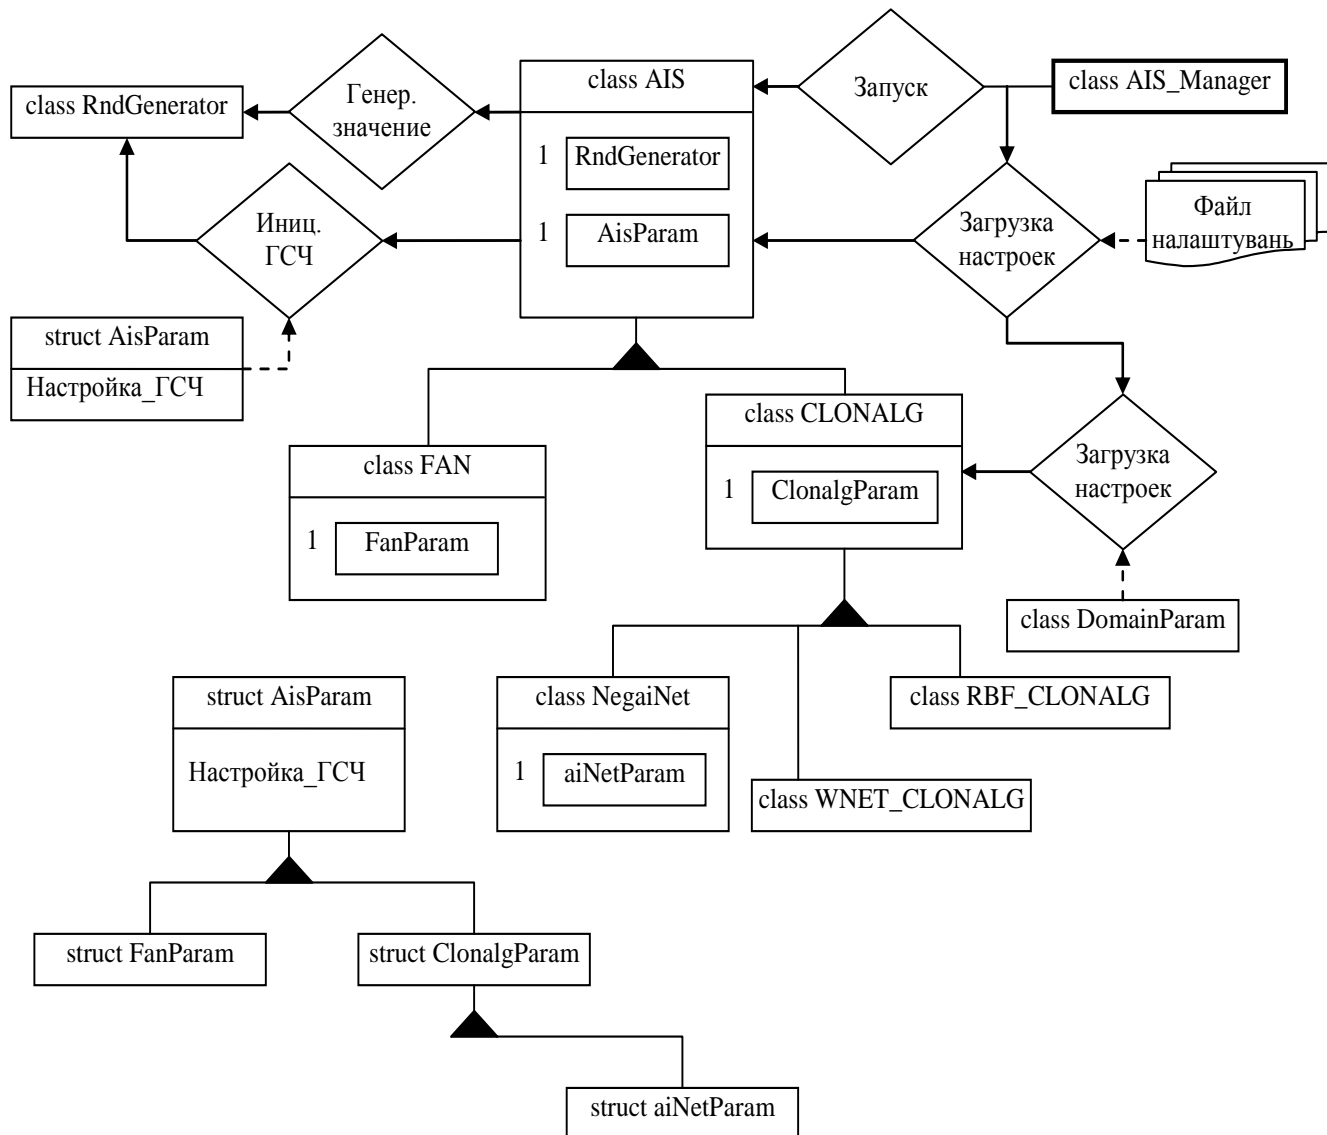 class AIS
Запуск
class AIS_Manager
class RndGenerator
Генер.
значение
1
RndGenerator
1
AisParam
Иниц.
ГСЧ
Загрузка
настроек
Файл
налаштувань
struct AisParam
Настройка_ГСЧ
class CLONALG
1
ClonalgParam
Загрузка
настроек
class FAN
1
FanParam
class DomainParam
struct AisParam
Настройка_ГСЧ
class NegaiNet
1
aiNetParam
class RBF_CLONALG
class WNET_CLONALG
struct FanParam
struct ClonalgParam
struct aiNetParam